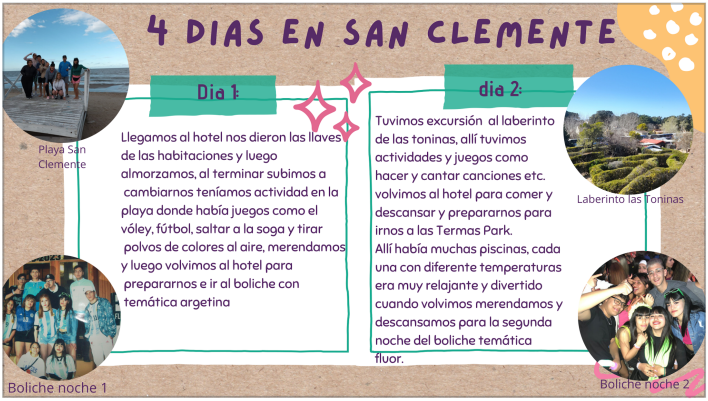 4 DIAS EN SAN CLEMENTE
Dia 1:
Llegamos al hotel nos dieron las llaves
de las habitaciones y luego
almorzamos, al terminar subimos a
cambiarnos teníamos actividad en la
playa donde había juegos como el
vóley, fútbol, saltar a la soga y tirar
polvos de colores al aire, merendamos
y luego volvimos al hotel para
prepararnos e ir al boliche con
temática argetina
Playa San
Clemente
Boliche noche 1
dia 2:
Tuvimos excursión al laberinto
de las toninas, allí tuvimos
actividades y juegos como
hacer y cantar canciones etc.
volvimos al hotel para comer y
descansar y prepararnos para
irnos a las Termas Park.
Allí había muchas piscinas, cada
una con diferente temperaturas
era muy relajante y divertido
cuando volvimos merendamos y
descansamos para la segunda
noche del boliche temática
fluor.
Laberinto las Toninas
Boliche noche 2